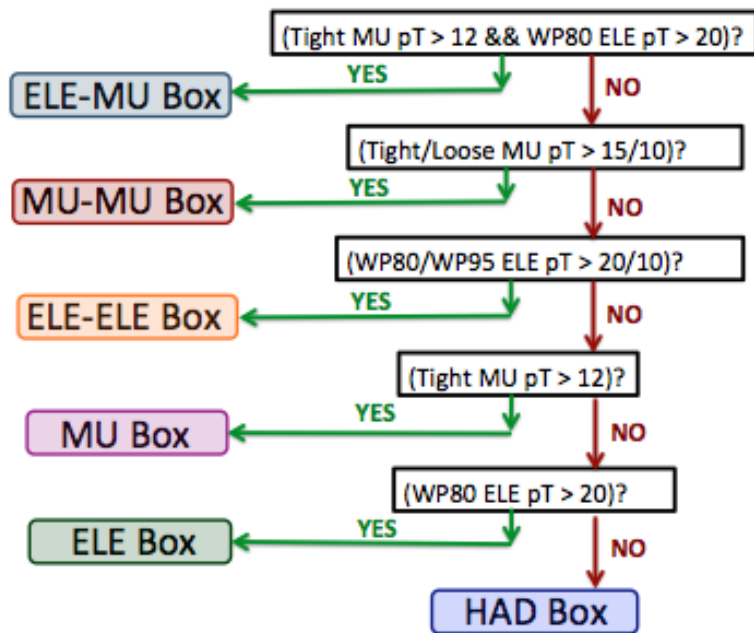 (Tight MU pT > 12 && WP80 ELE pT > 20)?
YES
NO
ELE-MU Box
(Tight/Loose MU pT > 15/10)?
YES
NO
MU-MU Box
(WP80/WP95 ELE pT > 20/10)?
YES
NO
ELE-ELE Box
(Tight MU pT > 12)?
YES
NO
MU Box
(WP80 ELE pT > 20)?
YES
NO
ELE Box
HAD Box